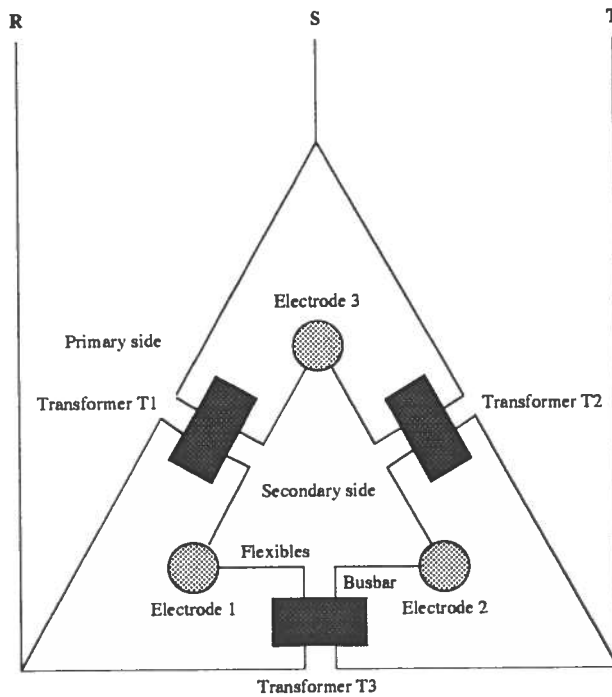 R S T
Electrode 3
Primary side
Transformer T1
Transformer T2
Secondary side
Flexibles
Busbar
Electrode 1
Electrode 2
Transformer T3